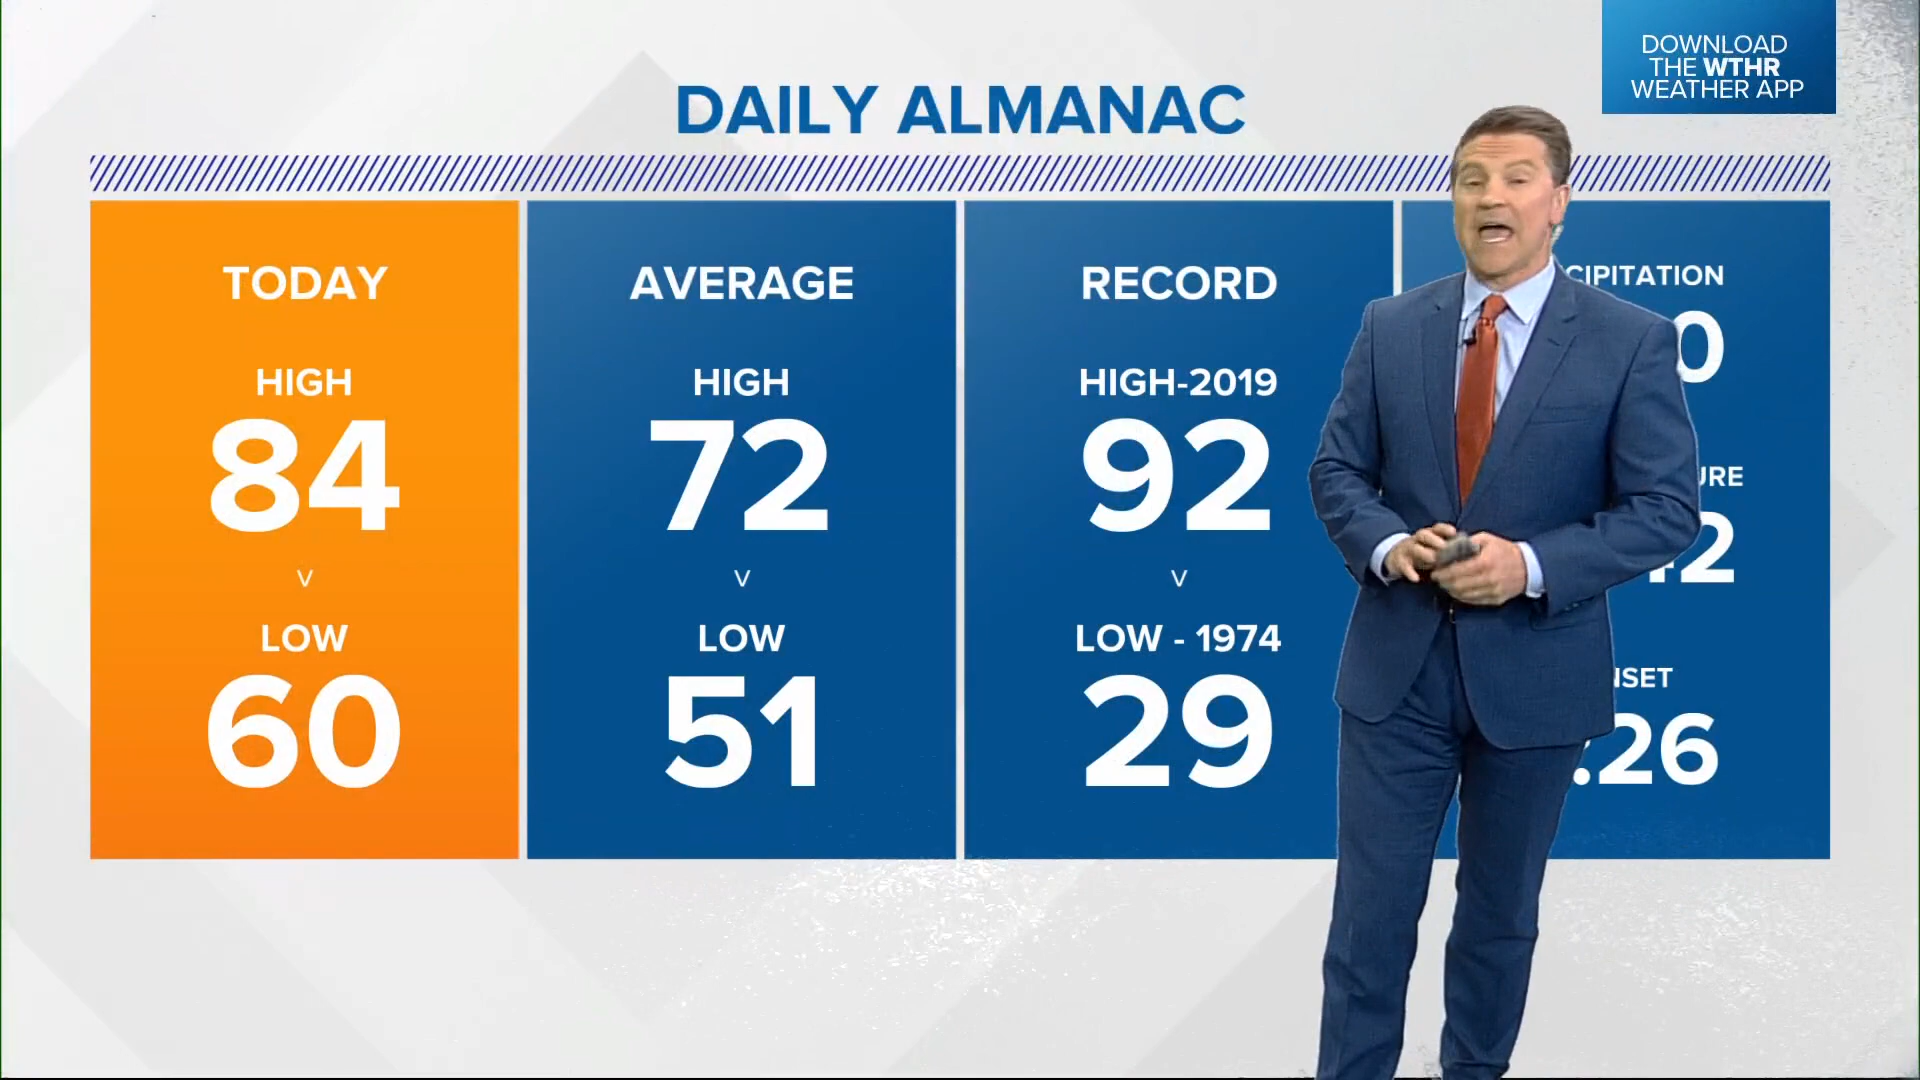 DOWNLOAD
THE WTHR
WEATHER APP
DAILY ALMANAC
TODAY
HIGH
84
V
LOW
60
AVERAGE
HIGH
72
V
LOW
51
RECORD
HIGH-2019
92
V
LOW - 1974
29